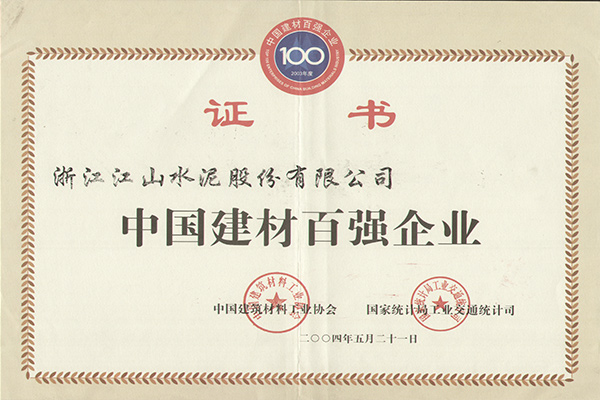 中国建材百强企业
100
2003年度
证书
浙江江山水泥股份有限公司
中国建材百强企业
中国建筑材料工业协会 国家统计局工业交通统计司
二〇〇四年五月二十一日